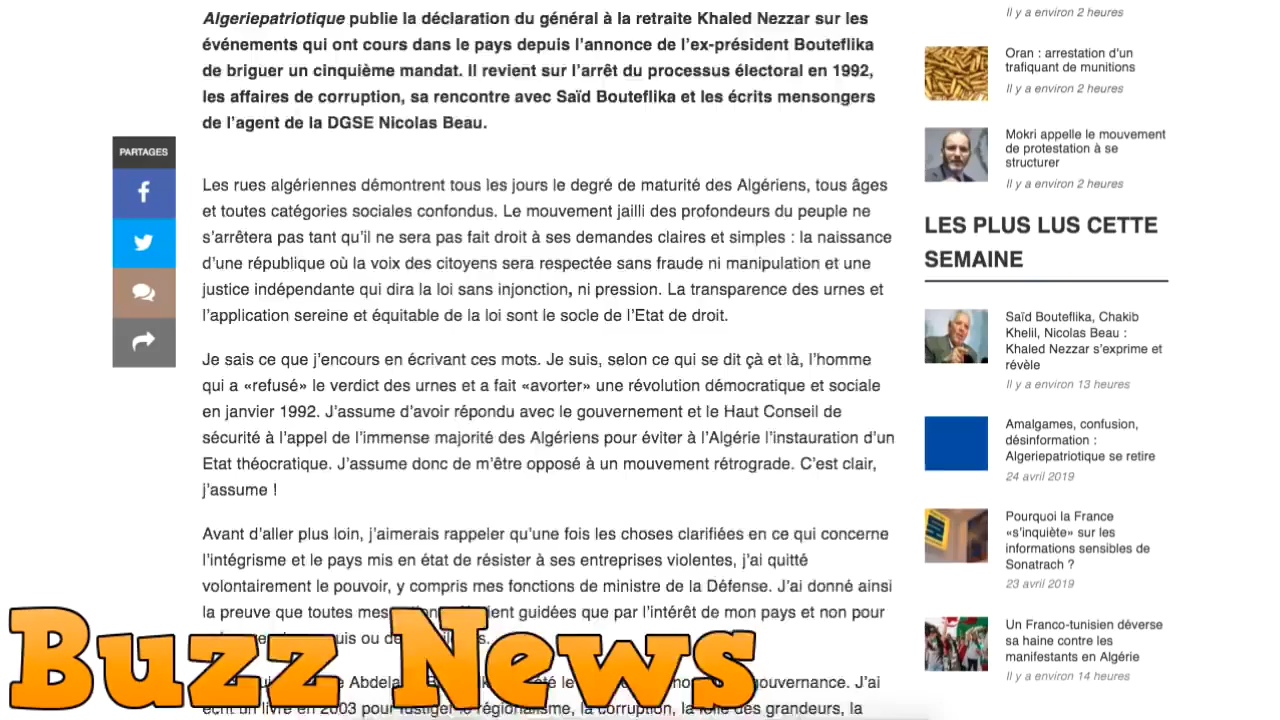 Algeriepatriotique publie la déclaration du général à la retraite Khaled Nezzar sur les
événements qui ont cours dans le pays depuis l’annonce de l’ex-président Bouteflika
de briguer un cinquième mandat. Il revient sur l’arrêt du processus électoral en 1992,
les affaires de corruption, sa rencontre avec Saïd Bouteflika et les écrits mensongers
de l’agent de la DGSE Nicolas Beau.
PARTAGES
Les rues algériennes démontrent tous les jours le degré de maturité des Algériens, tous âges
et toutes catégories sociales confondus. Le mouvement jailli des profondeurs du peuple ne
s’arrêtera pas tant qu’il ne sera pas fait droit à ses demandes claires et simples : la naissance
d’une république où la voix des citoyens sera respectée sans fraude ni manipulation et une
justice indépendante qui dira la loi sans injonction, ni pression. La transparence des urnes et
l’application sereine et équitable de la loi sont le socle de l’Etat de droit.
Je sais ce que j’encours en écrivant ces mots. Je suis, selon ce qui se dit çà et là, l’homme
qui a «refusé» le verdict des urnes et a fait «avorter» une révolution démocratique et sociale
en janvier 1992. J’assume d’avoir répondu avec le gouvernement et le Haut Conseil de
sécurité à l’appel de l’immense majorité des Algériens pour éviter à l’Algérie l’instauration d’un
Etat théocratique. J’assume donc de m’être opposé à un mouvement rétrograde. C’est clair,
j’assume !
Avant d’aller plus loin, j’aimerais rappeler qu’une fois les choses clarifiées en ce qui concerne
l’intégrisme et le pays mis en état de résister à ses entreprises violentes, j’ai quitté
volontairement le pouvoir, y compris mes fonctions de ministre de la Défense. J’ai donné ainsi
la preuve que toutes mes guidées que par l’intérêt de mon pays et non pour
ou de
Abdela gouvernance. J’ai
écrit un livre en 2003 pour fustiger le régionalisme, la corruption, la folie des grandeurs, la
Buzz News
Il y a environ 2 heures
Oran : arrestation d'un
trafiquant de munitions
Il y a environ 2 heures
Mokri appelle le mouvement
de protestation à se
structurer
Il y a environ 2 heures
LES PLUS LUS CETTE
SEMAINE
Saïd Bouteflika, Chakib
Khelil, Nicolas Beau :
Khaled Nezzar s’exprime et
révèle
Il y a environ 13 heures
Amalgames, confusion,
désinformation :
Algeriepatriotique se retire
24 avril 2019
Pourquoi la France
«s’inquiète» sur les
informations sensibles de
Sonatrach ?
23 avril 2019
Un Franco-tunisien déverse
sa haine contre les
manifestants en Algérie
Il y a environ 14 heures